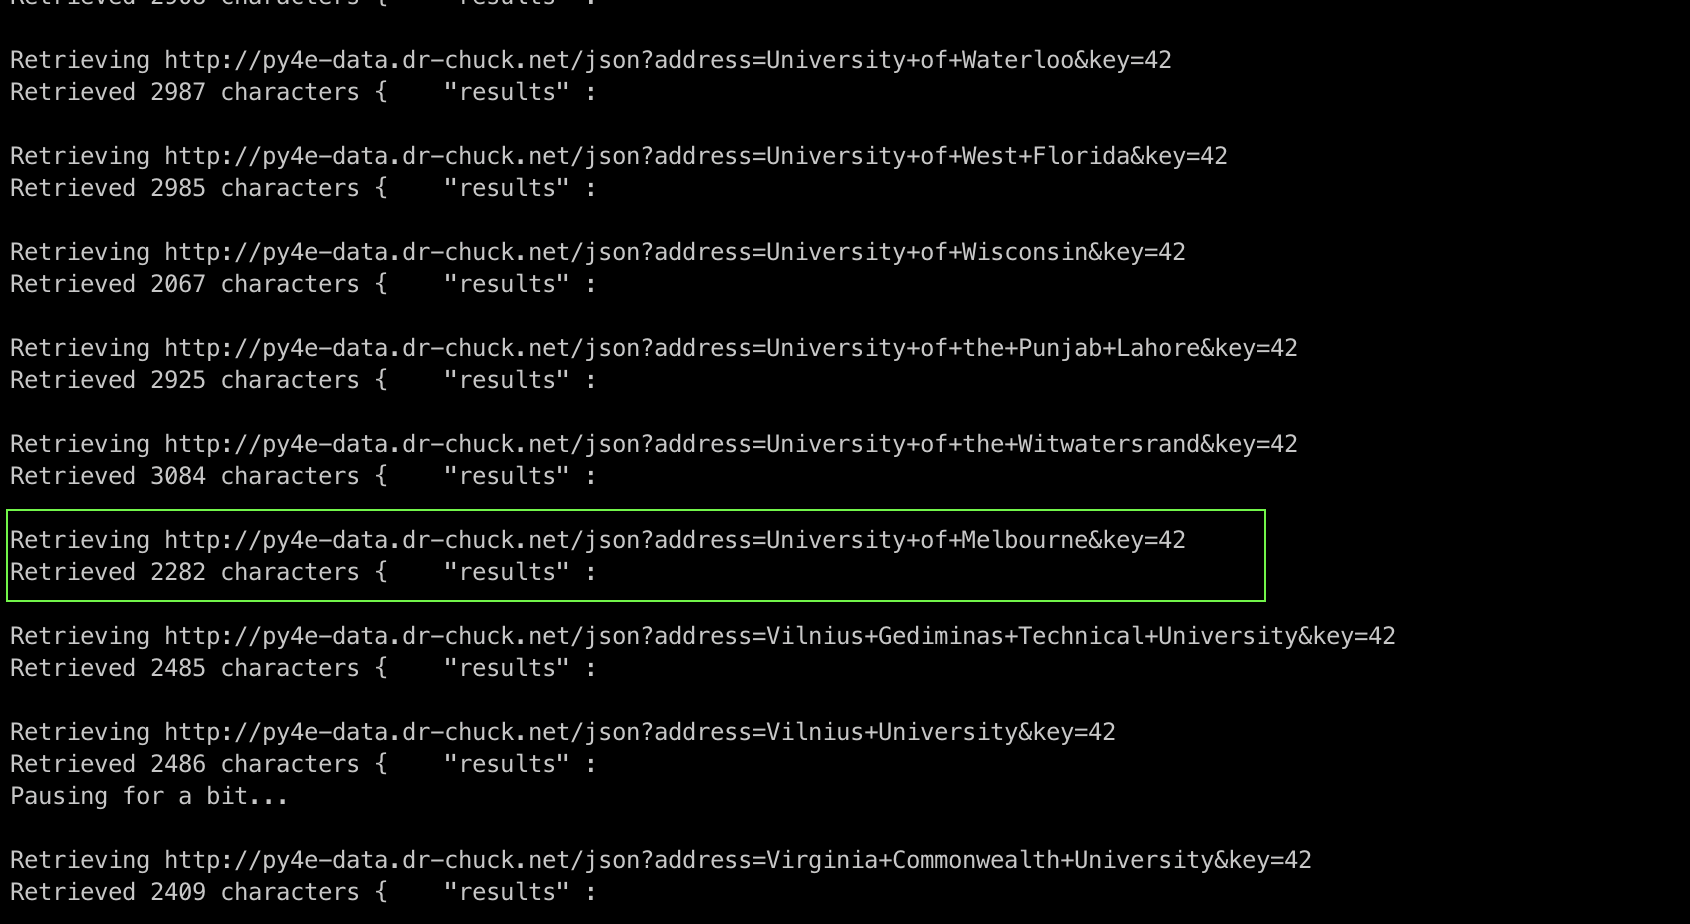 Retrieved 2908 characters {    "results" :
Retrieving http://py4e-data.dr-chuck.net/json?address=University+of+Waterloo&key=42
Retrieved 2987 characters {    "results" :
Retrieving http://py4e-data.dr-chuck.net/json?address=University+of+West+Florida&key=42
Retrieved 2985 characters {    "results" :
Retrieving http://py4e-data.dr-chuck.net/json?address=University+of+Wisconsin&key=42
Retrieved 2067 characters {    "results" :
Retrieving http://py4e-data.dr-chuck.net/json?address=University+of+the+Punjab+Lahore&key=42
Retrieved 2925 characters {    "results" :
Retrieving http://py4e-data.dr-chuck.net/json?address=University+of+the+Witwatersrand&key=42
Retrieved 3084 characters {    "results" :
Retrieving http://py4e-data.dr-chuck.net/json?address=University+of+Melbourne&key=42
Retrieved 2282 characters {    "results" :
Retrieving http://py4e-data.dr-chuck.net/json?address=Vilnius+Gediminas+Technical+University&key=42
Retrieved 2485 characters {    "results" :
Retrieving http://py4e-data.dr-chuck.net/json?address=Vilnius+University&key=42
Retrieved 2486 characters {    "results" :
Pausing for a bit...
Retrieving http://py4e-data.dr-chuck.net/json?address=Virginia+Commonwealth+University&key=42
Retrieved 2409 characters {    "results" :